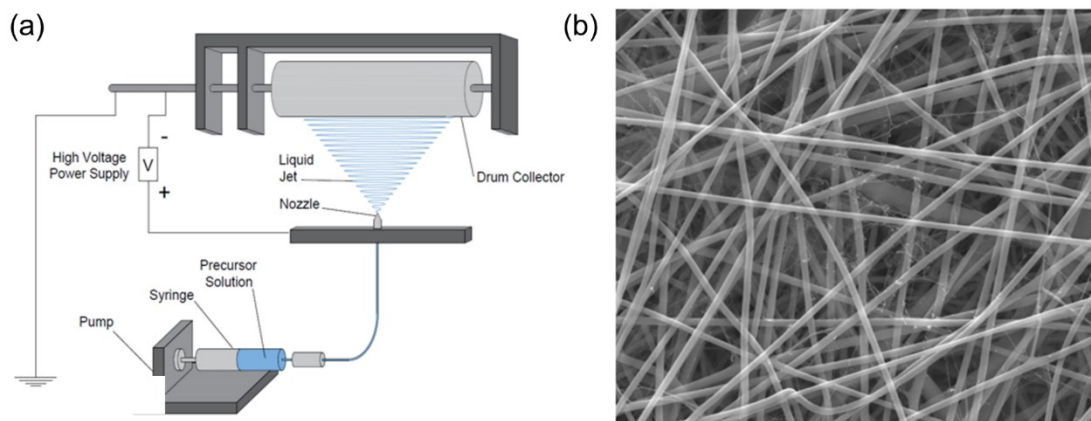 (a)
(b)
-
High Voltage
Power Supply
V
+
Liquid
Jet
Drum Collector
Nozzle
Precursor
Solution
Syringe
Pump